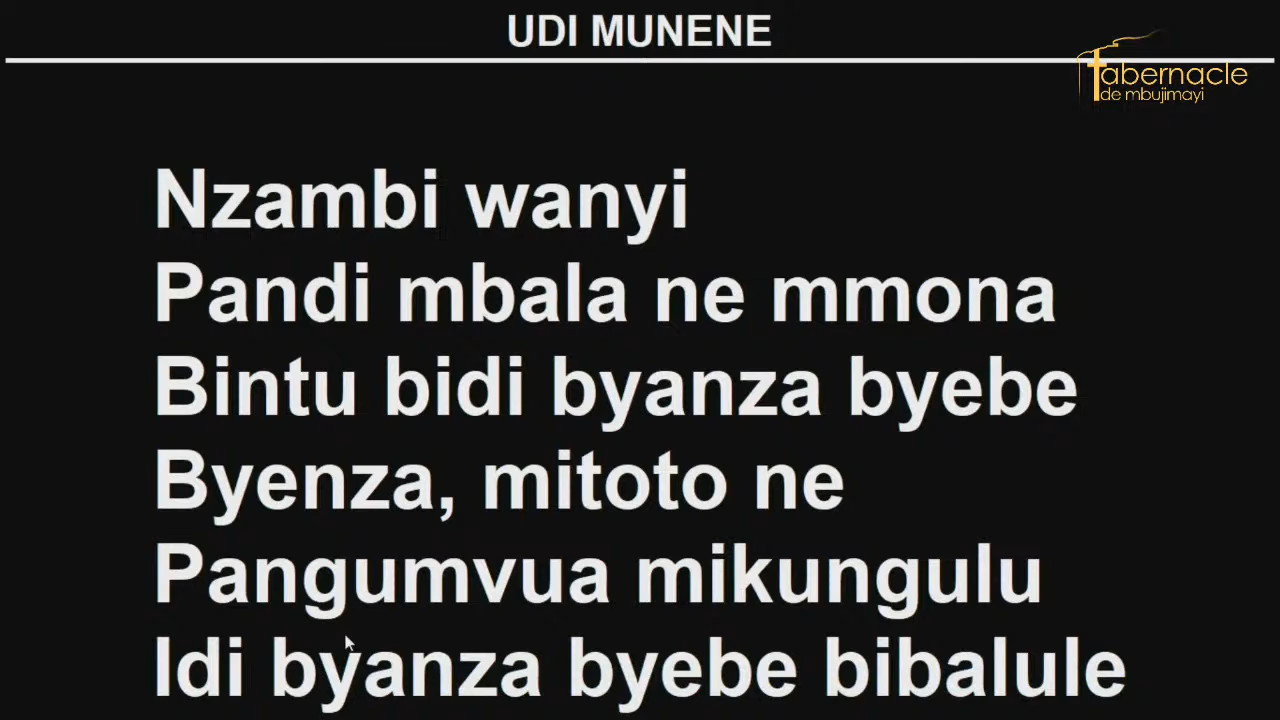 UDI MUNENE
tabernacle
de mbujimayi
Nzambi wanyi
Pandi mbala ne mmona
Bintu bidi byanza byebe
Byenza, mitoto ne
Pangumvua mikungulu
Idi byanza byebe bibalule